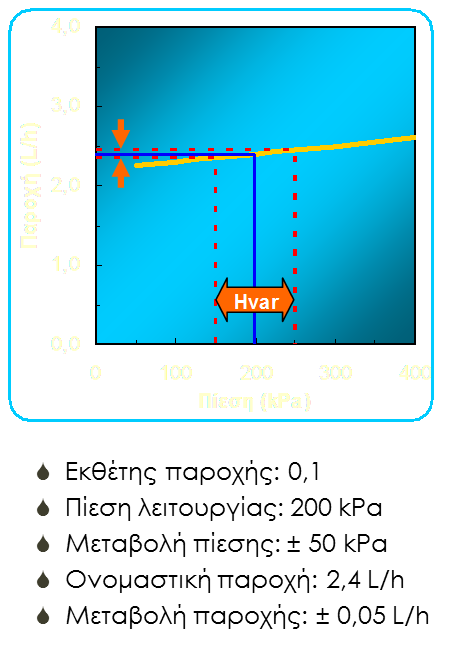 4,0
3,0
2,0
1,0
0,0
Παροχή (L/h)
Hvar
0 100 200 300 400
Πίεση (kPa)
Εκθέτης παροχής: 0,1
Πίεση λειτουργίας: 200 kPa
Μεταβολή πίεσης: ± 50 kPa
Ονομαστική παροχή: 2,4 L/h
Μεταβολή παροχής: ± 0,05 L/h